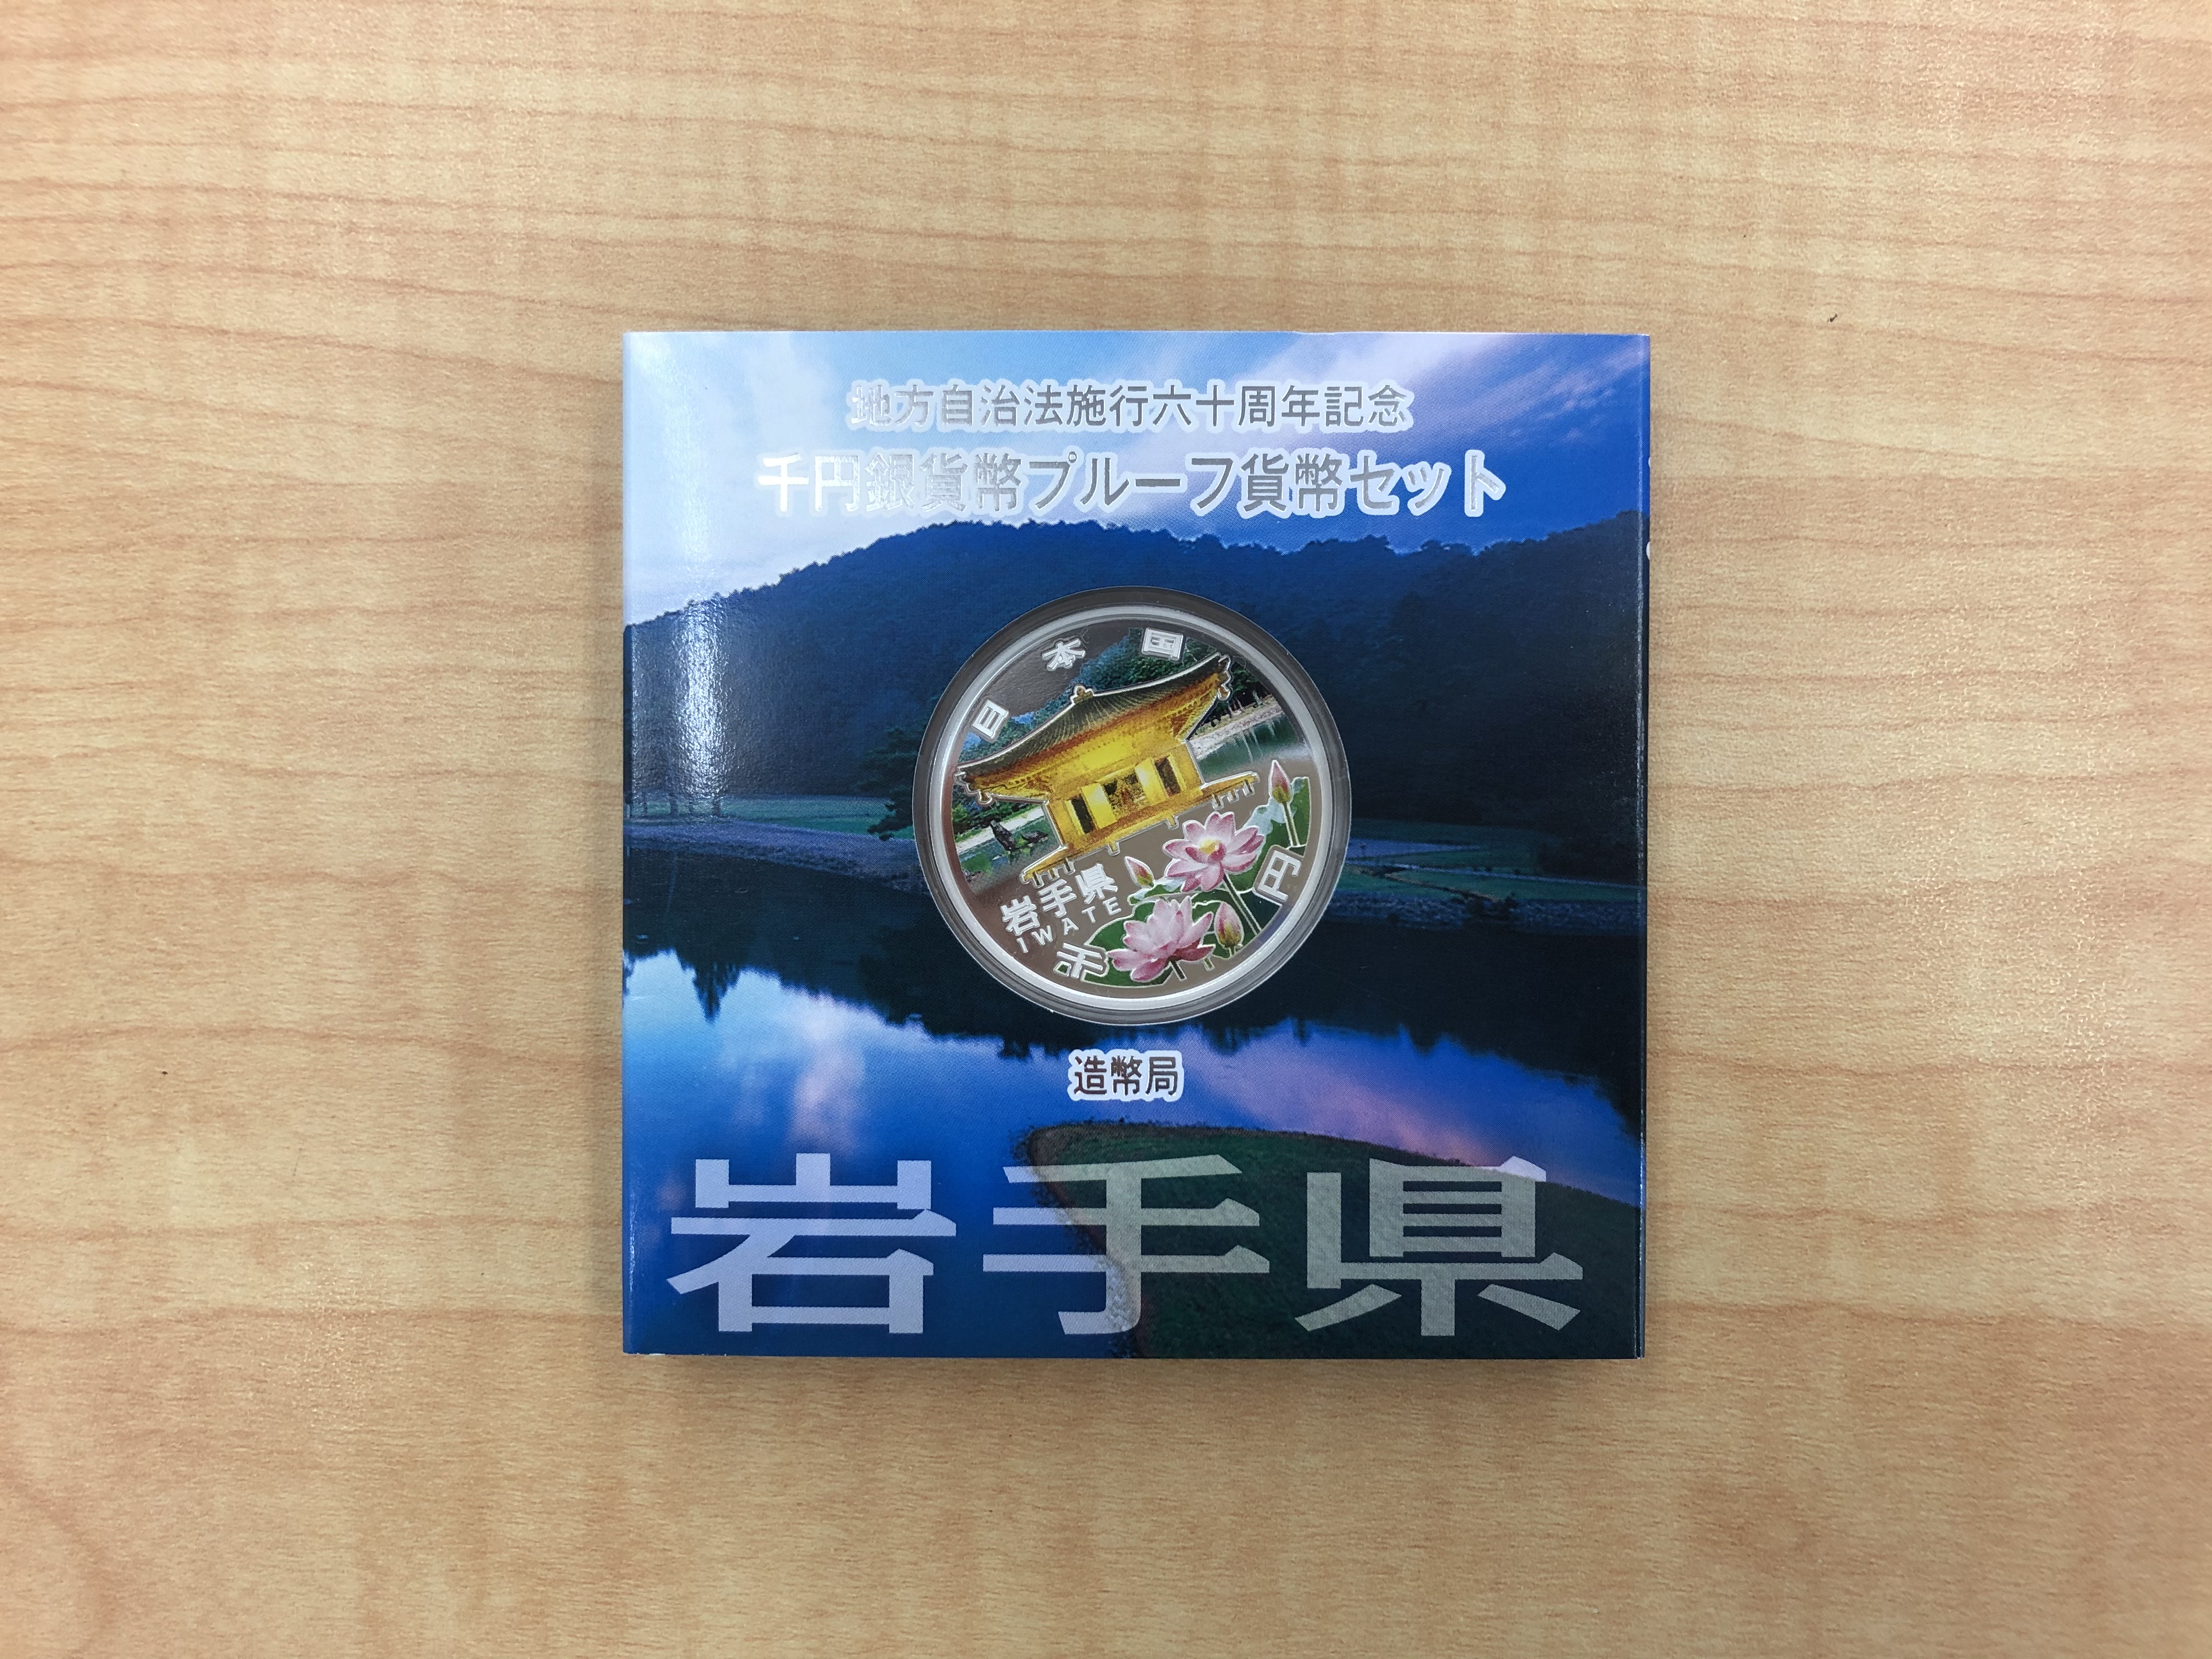 地方自治法施行六十周年記念
千円銀貨幣プルーフ貨幣セット
日本国
岩手県
IWATE
千円
造幣局
岩手県